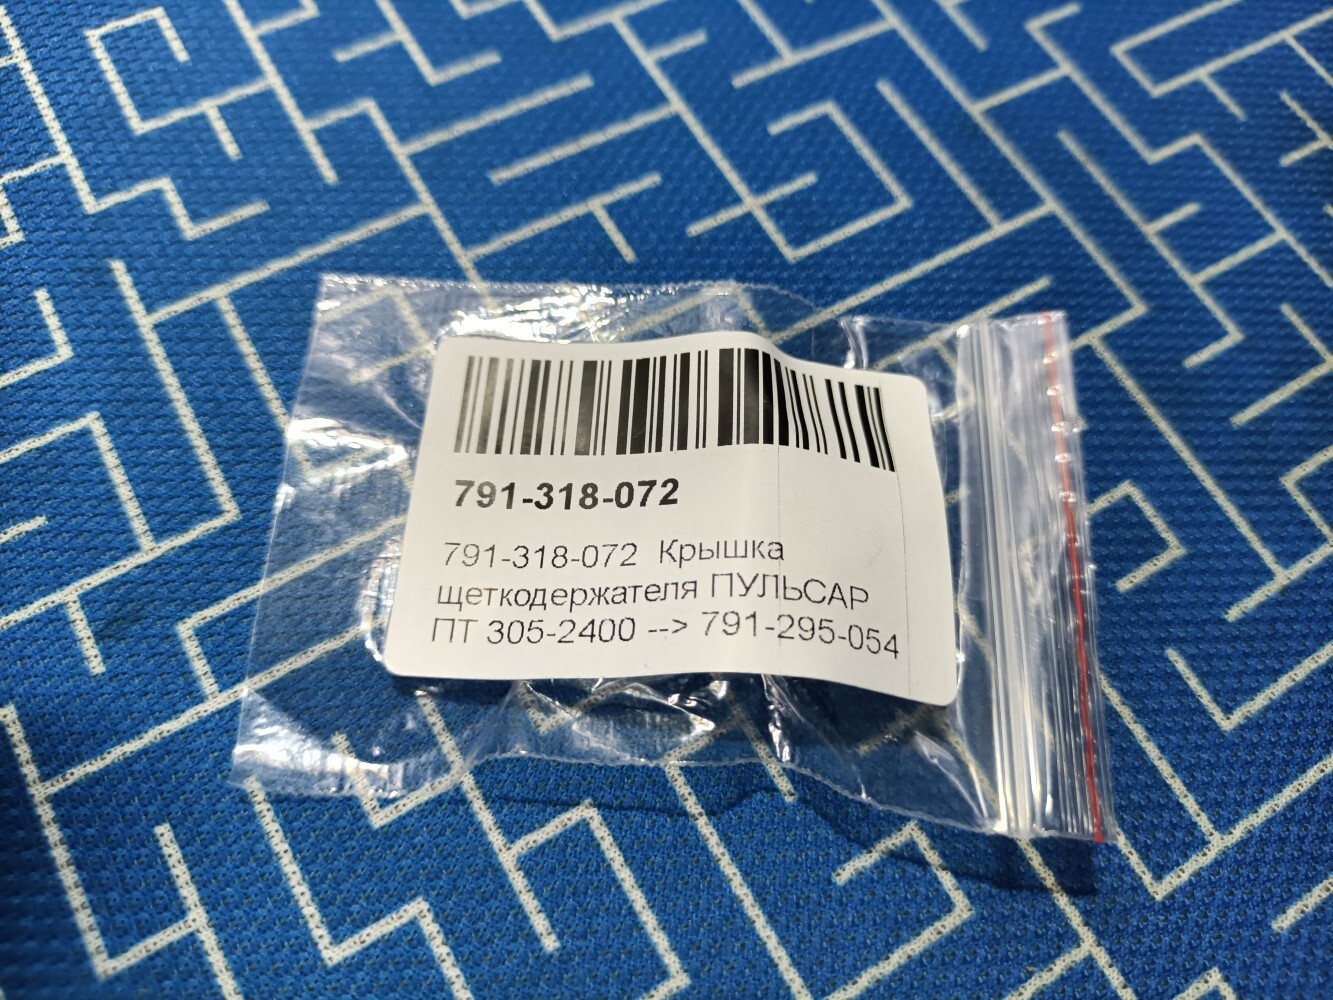 791-318-072
791-318-072 Крышка
щеткодержателя ПУЛЬСАР
ПТ 305-2400 --> 791-295-054